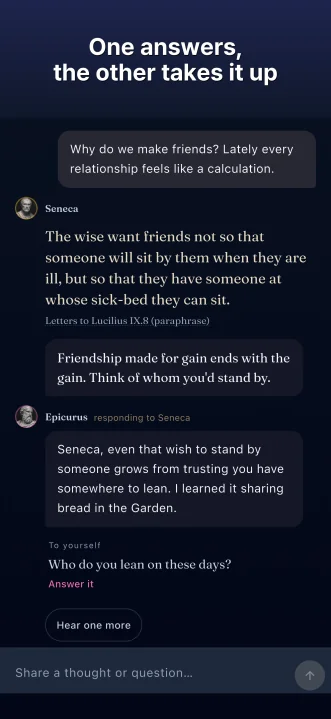 One answers,
the other takes it up
Why do we make friends? Lately every
relationship feels like a calculation.
Seneca
The wise want friends not so that
someone will sit by them when they are
ill, but so that they have someone at
whose sick-bed they can sit.
Letters to Lucilius IX.8 (paraphrase)
Friendship made for gain ends with the
gain. Think of whom you'd stand by.
Epicurus responding to Seneca
Seneca, even that wish to stand by
someone grows from trusting you have
somewhere to lean. I learned it sharing
bread in the Garden.
To yourself
Who do you lean on these days?
Answer it
Hear one more
Share a thought or question…